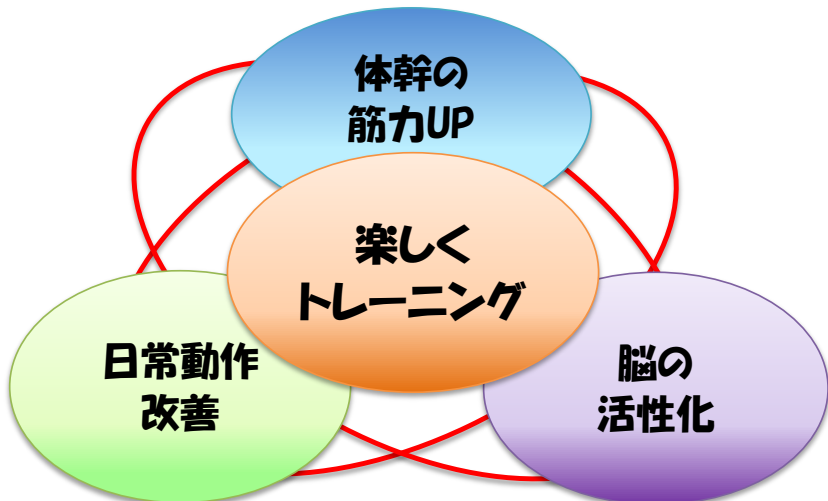 体幹の
筋力UP
楽しく
トレーニング
日常動作
改善
脳の
活性化